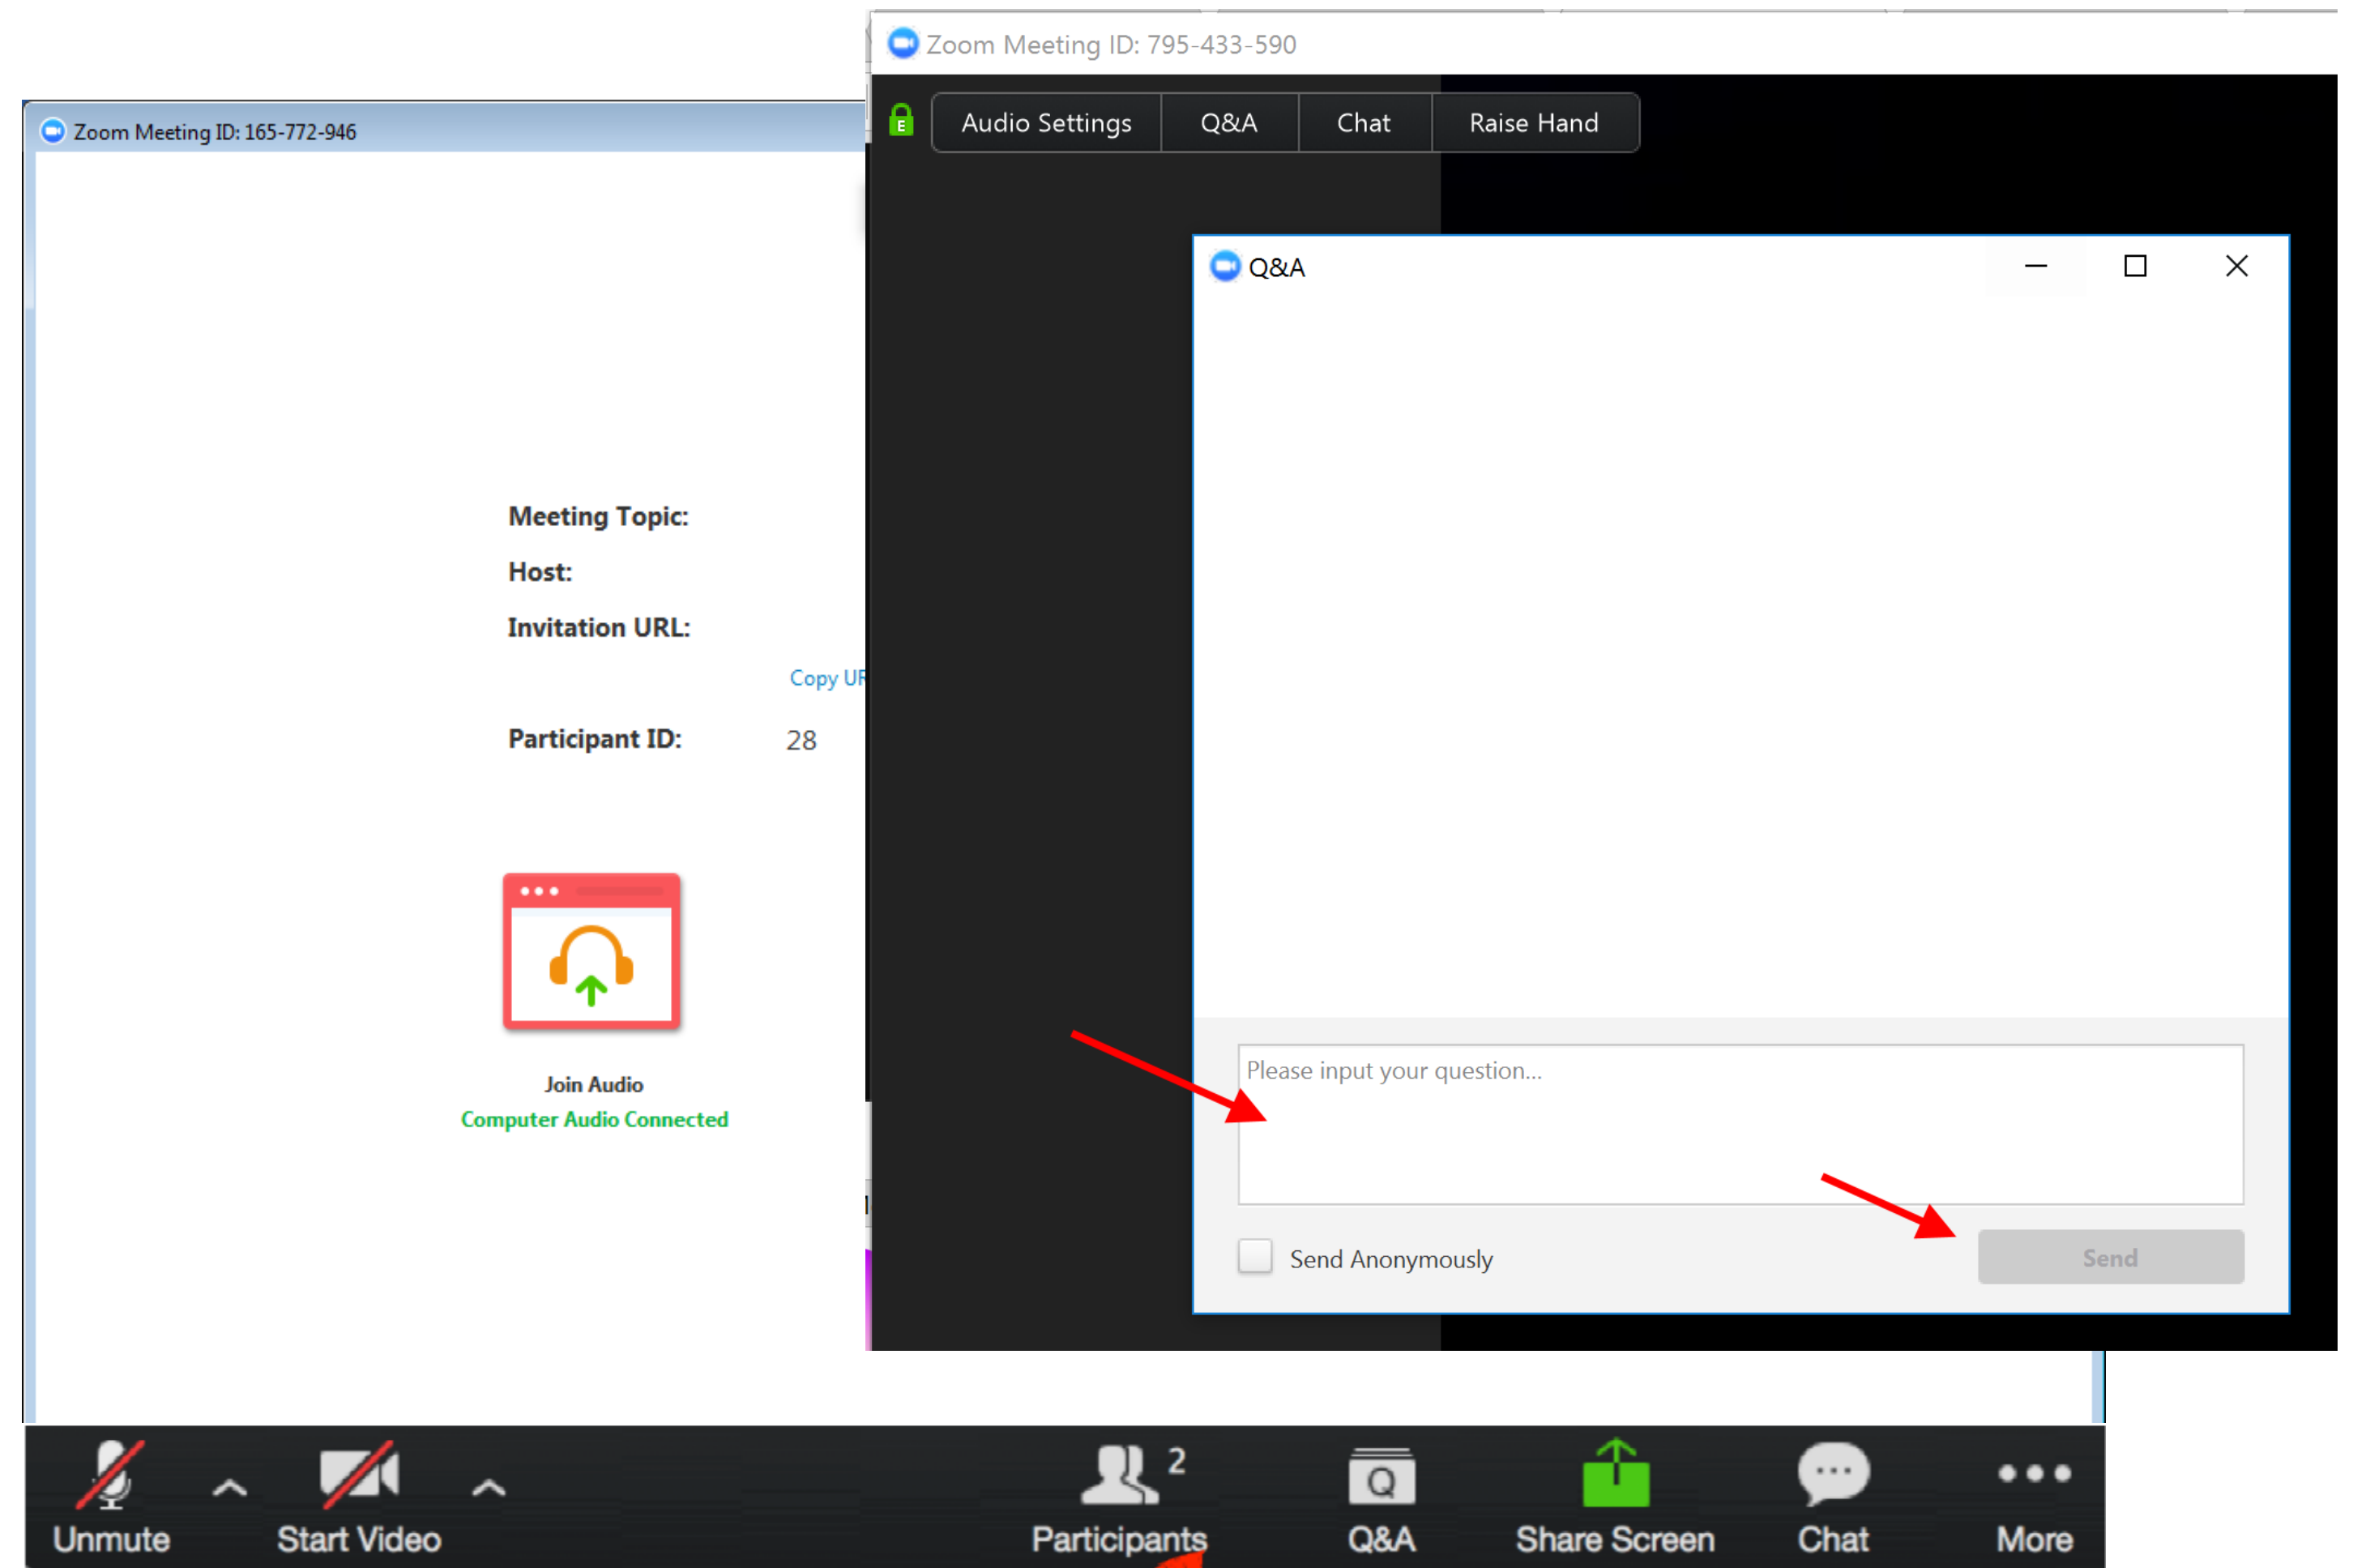 Zoom Meeting ID: 795-433-590
Audio Settings Q&A Chat Raise Hand
Zoom Meeting ID: 165-772-946
Q&A
Meeting Topic:
Host:
Invitation URL:
Copy UR
Participant ID: 28
Join Audio
Computer Audio Connected
Please input your question...
Send Anonymously
Send
2
Unmute Start Video Participants Q&A Share Screen Chat More